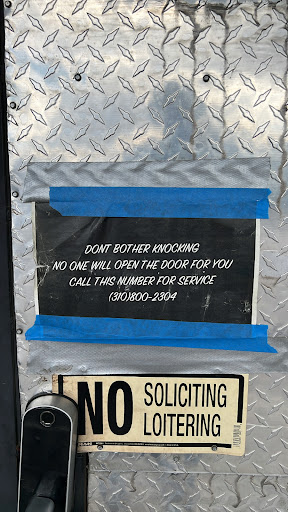 DONT BOTHER KNOCKING
NO ONE WILL OPEN THE DOOR FOR YOU
CALL THIS NUMBER FOR SERVICE
(310)800-2304
NO SOLICITING
LOITERING